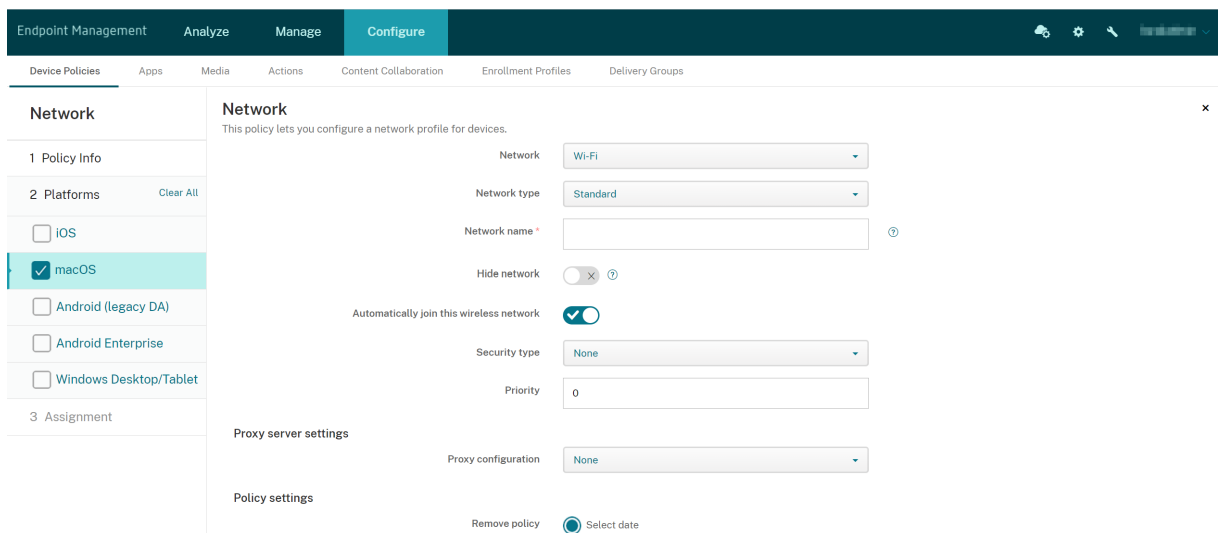 Endpoint Management Analyze Manage Configure
Device Policies Apps Media Actions Content Collaboration Enrollment Profiles Delivery Groups
Network
1 Policy Info
2 Platforms Clear All
iOS
macOS
Android (legacy DA)
Android Enterprise
Windows Desktop/Tablet
3 Assignment
Network
This policy lets you configure a network profile for devices.
Network Wi-Fi
Network type Standard
Network name *
Hide network
Automatically join this wireless network
Security type None
Priority 0
Proxy server settings
Proxy configuration None
Policy settings
Remove policy Select date